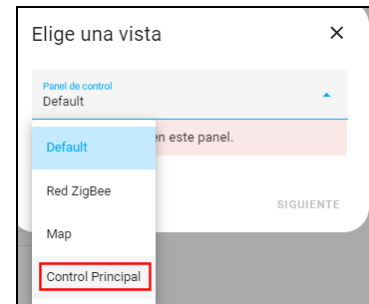 Elige una vista
Panel de control
Default
Default
en este panel.
Red ZigBee
SIGUIENTE
Map
Control Principal